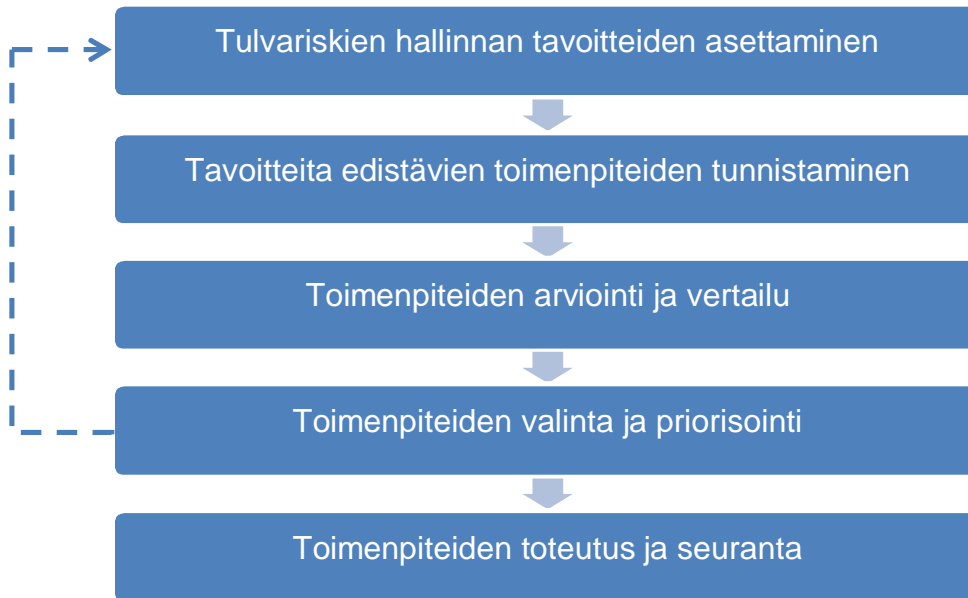 Tulvariskien hallinnan tavoitteiden asettaminen
Tavoitteita edistävien toimenpiteiden tunnistaminen
Toimenpiteiden arviointi ja vertailu
Toimenpiteiden valinta ja priorisointi
Toimenpiteiden toteutus ja seuranta